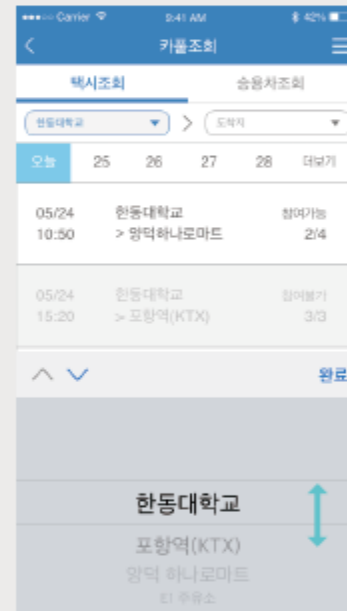 Carrier 9:41 AM 42%
카풀조회
택시조회 승용차조회
한동대학교 > 도착지
오늘 25 26 27 28 더보기
05/24 한동대학교 참여가능
10:50 > 양덕하나로마트 2/4
05/24 한동대학교 참여불가
15:20 > 포항역(KTX) 3/3
완료
한동대학교
포항역(KTX)
양덕 하나로마트
주유소